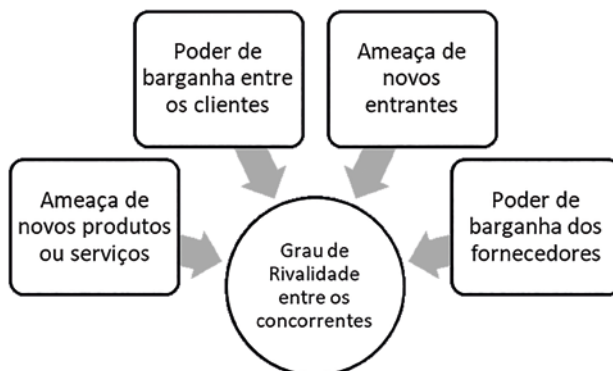 Poder de
barganha entre
os clientes
Ameaça de
novos
entrantes
Ameaça de
novos produtos
ou serviços
Poder de
barganha dos
fornecedores
Grau de
Rivalidade
entre os
concorrentes